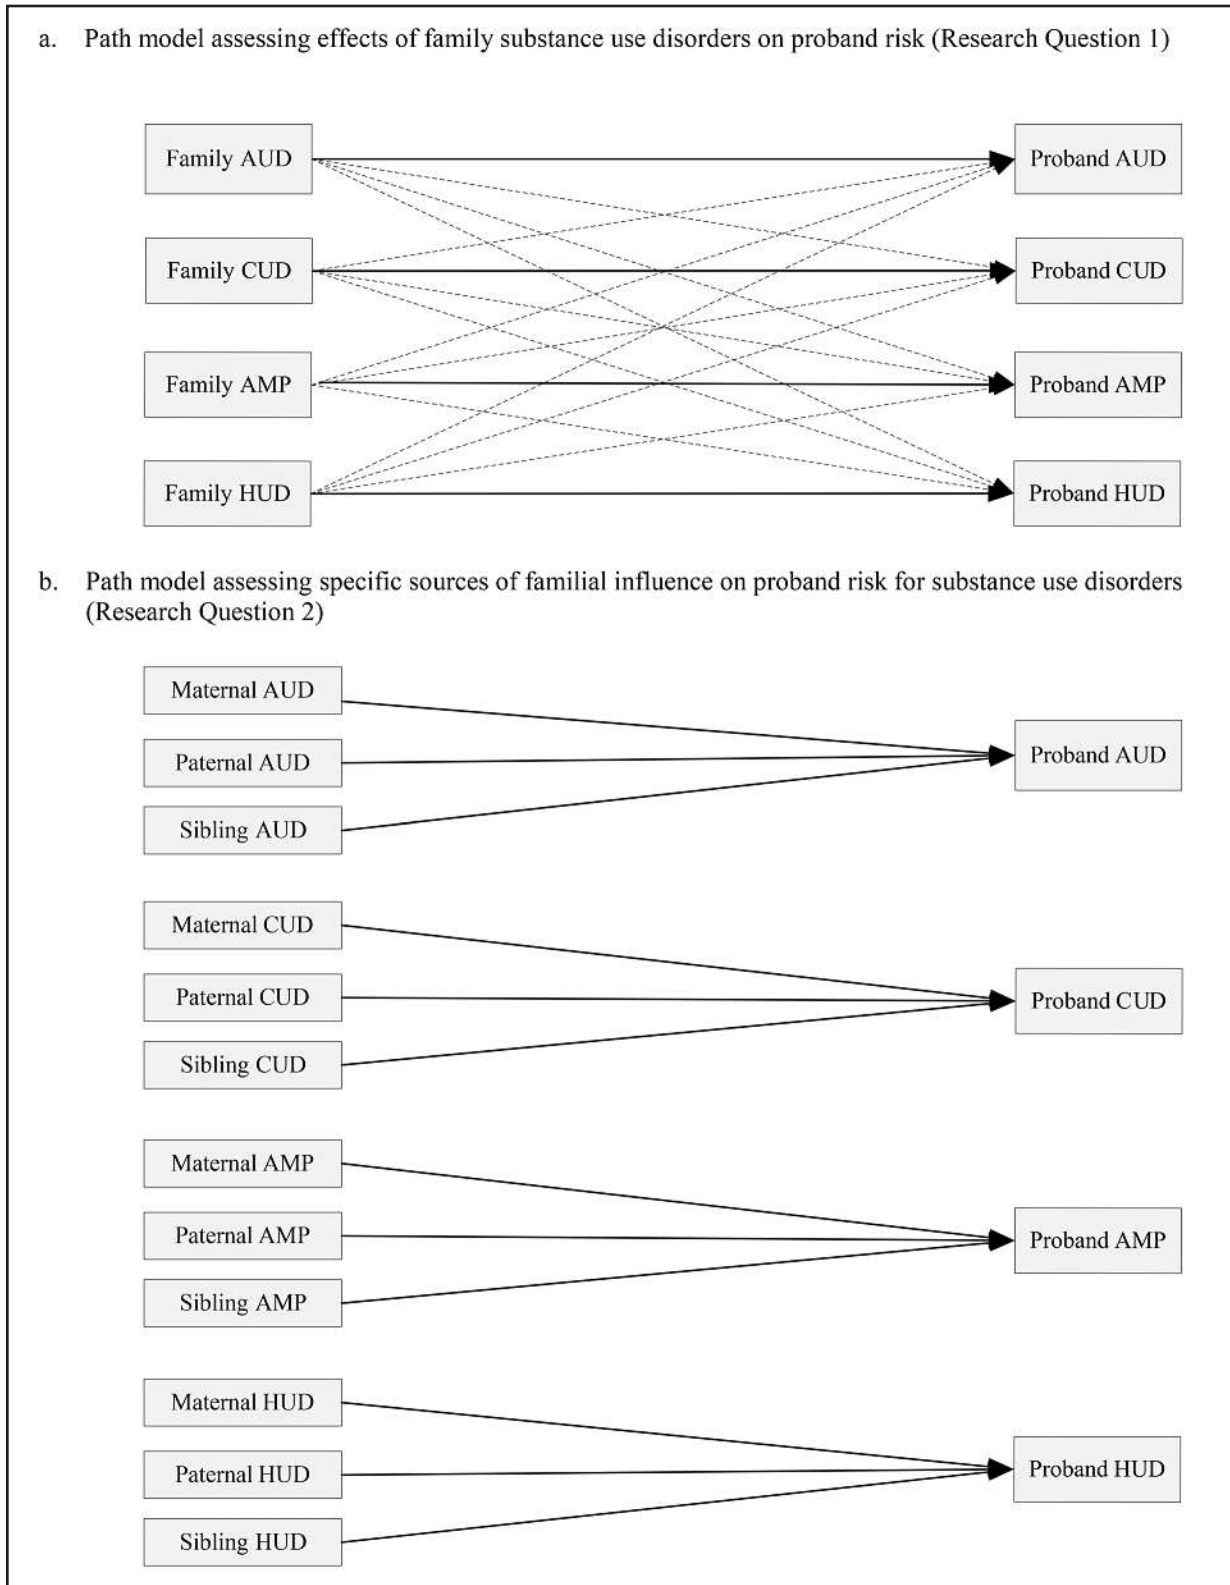 a. Path model assessing effects of family substance use disorders on proband risk (Research Question 1)
Family AUD
Proband AUD
Family CUD
Proband CUD
Family AMP
Proband AMP
Family HUD
Proband HUD
b. Path model assessing specific sources of familial influence on proband risk for substance use disorders
(Research Question 2)
Maternal AUD
Paternal AUD
Sibling AUD
Proband AUD
Maternal CUD
Paternal CUD
Sibling CUD
Proband CUD
Maternal AMP
Paternal AMP
Sibling AMP
Proband AMP
Maternal HUD
Paternal HUD
Sibling HUD
Proband HUD